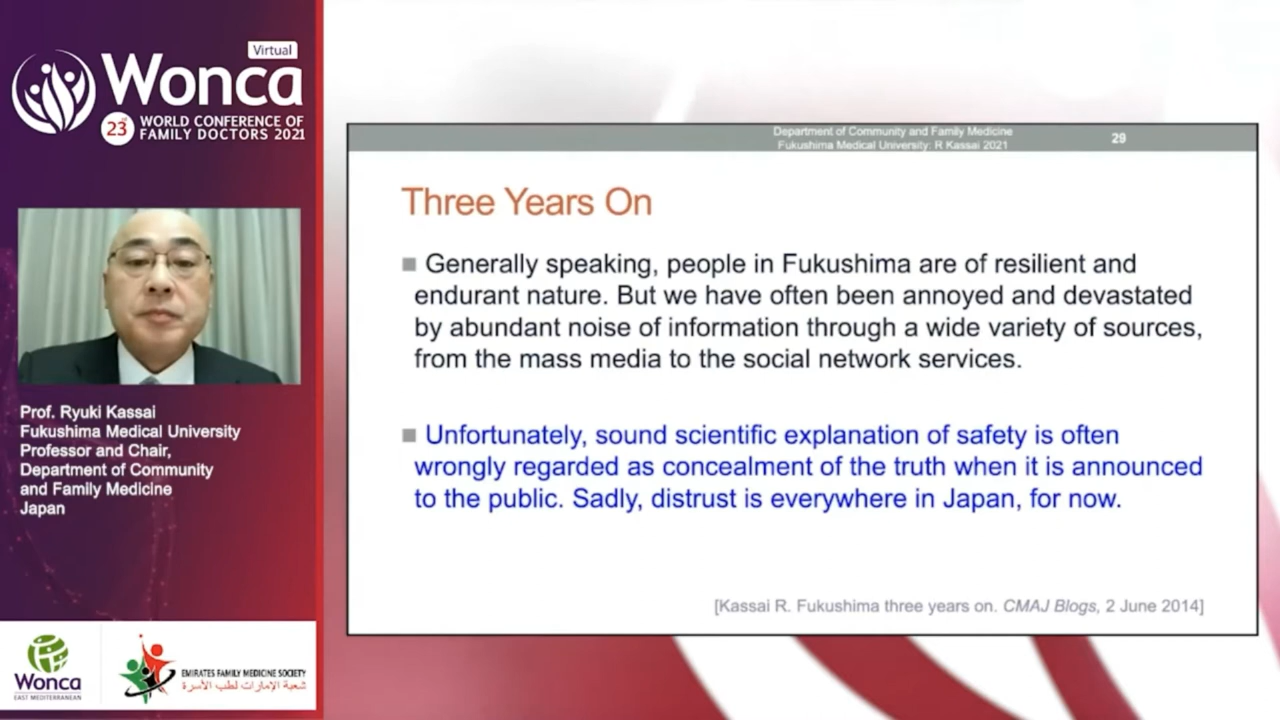 Virtual
Wonca
23rd WORLD CONFERENCE OF
FAMILY DOCTORS 2021
Prof. Ryuki Kassai
Fukushima Medical University
Professor and Chair,
Department of Community
and Family Medicine
Japan
Wonca
EAST MEDITERRANEAN
EMIRATES FAMILY MEDICINE SOCIETY
شعبة الإمارات لطب الأسرة
Department of Community and Family Medicine
Fukushima Medical University: R Kassai 2021
29
Three Years On
Generally speaking, people in Fukushima are of resilient and
endurant nature. But we have often been annoyed and devastated
by abundant noise of information through a wide variety of sources,
from the mass media to the social network services.
Unfortunately, sound scientific explanation of safety is often
wrongly regarded as concealment of the truth when it is announced
to the public. Sadly, distrust is everywhere in Japan, for now.
[Kassai R. Fukushima three years on. CMAJ Blogs, 2 June 2014]